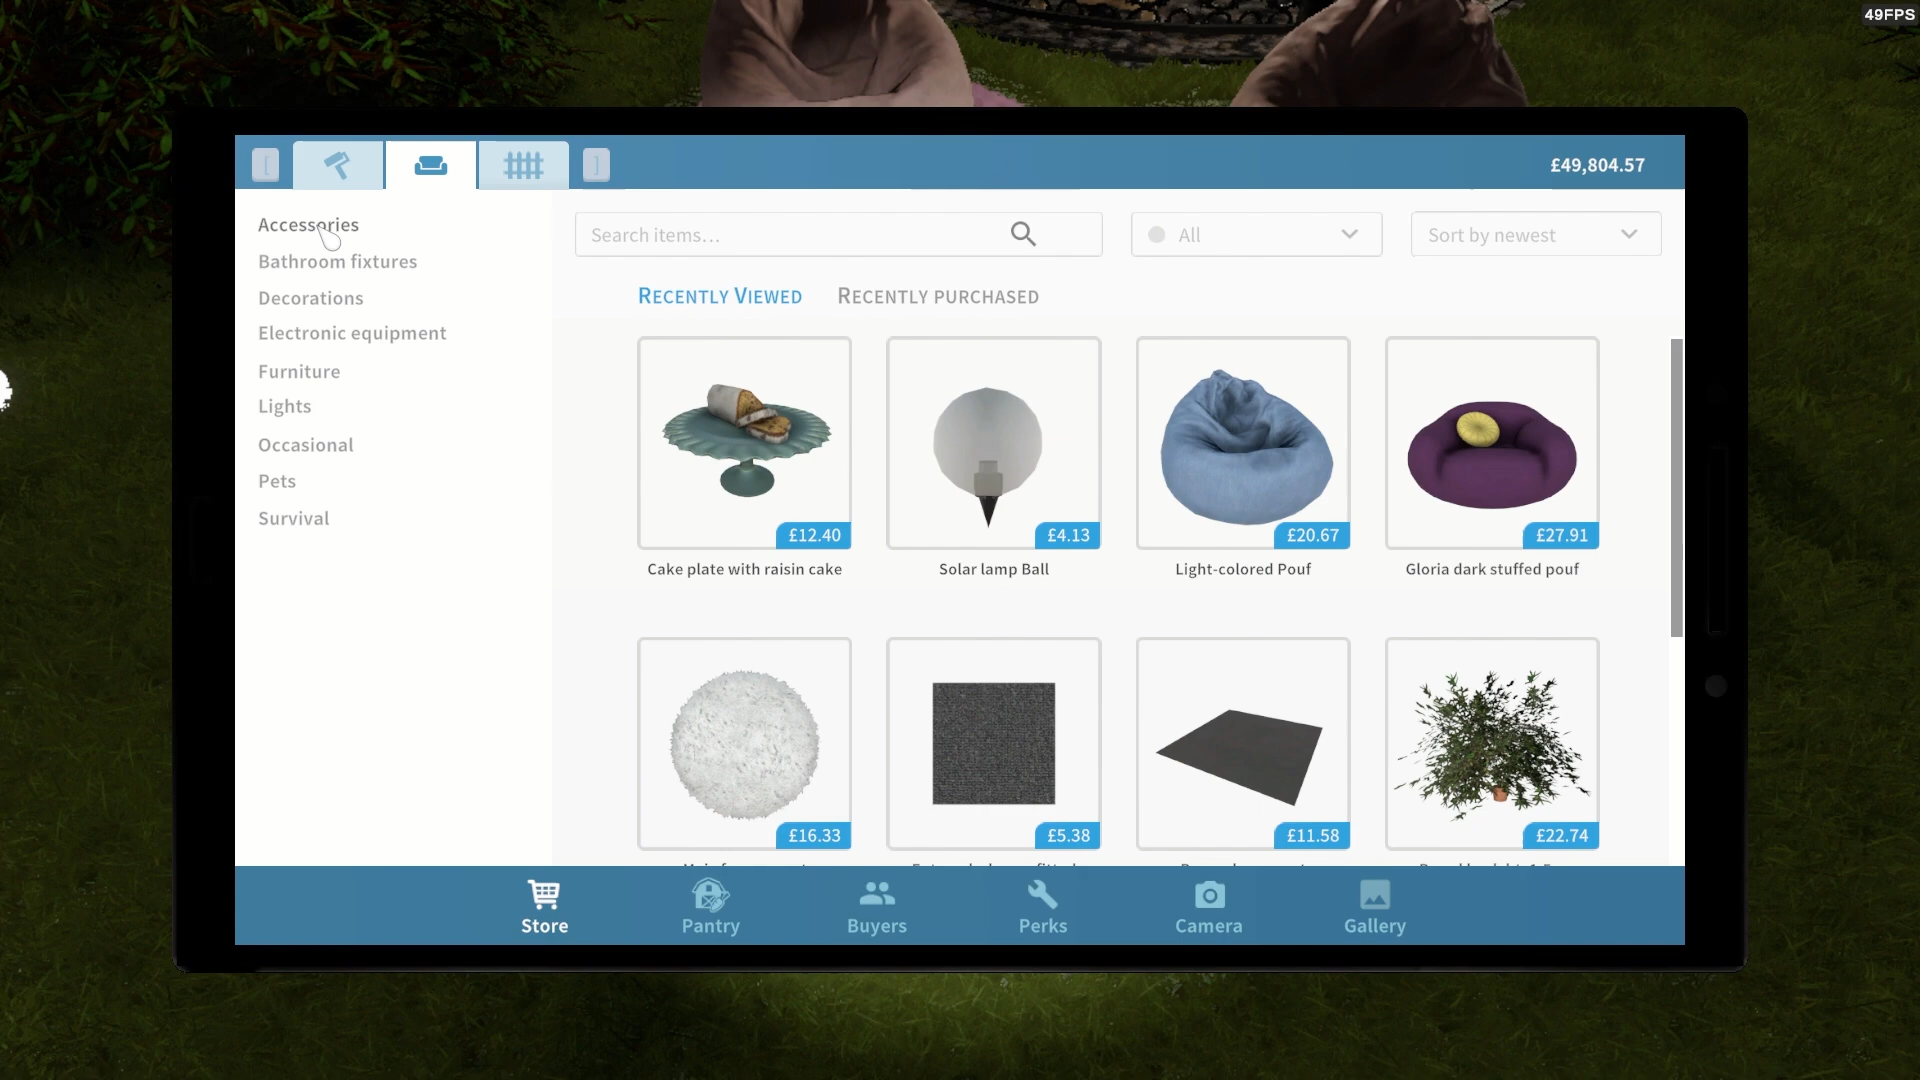 49FPS
[
]
£49,804.57
Accessories
Bathroom fixtures
Decorations
Electronic equipment
Furniture
Lights
Occasional
Pets
Survival
Search items...
All
Sort by newest
RECENTLY VIEWED
RECENTLY PURCHASED
£12.40
£4.13
£20.67
£27.91
Cake plate with raisin cake
Solar lamp Ball
Light-colored Pouf
Gloria dark stuffed pouf
£16.33
£5.38
£11.58
£22.74
Store
Pantry
Buyers
Perks
Camera
Gallery